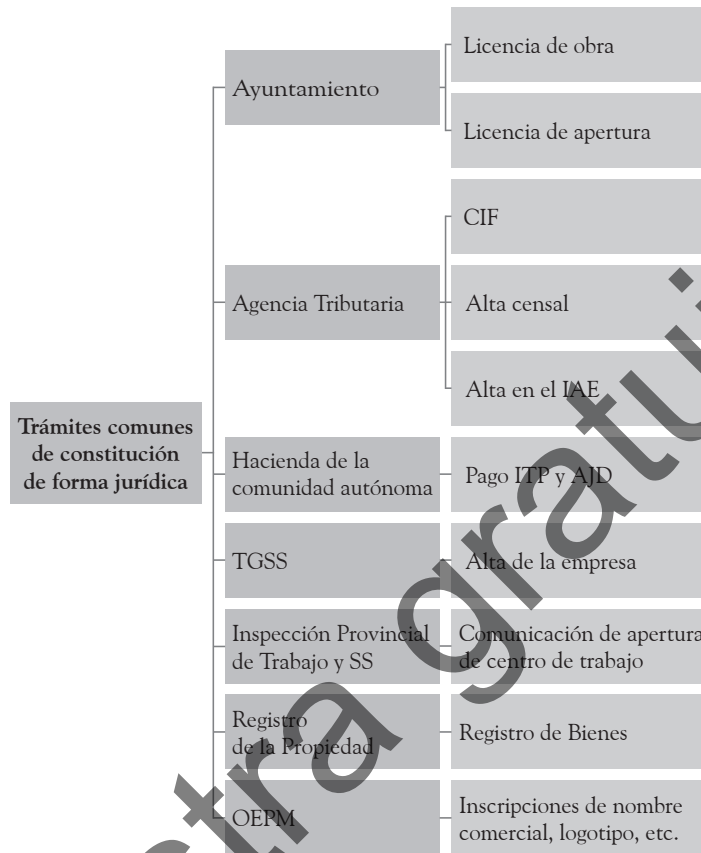 Trámites comunes
de constitución
de forma jurídica
Ayuntamiento
Licencia de obra
Licencia de apertura
Agencia Tributaria
CIF
Alta censal
Alta en el IAE
Hacienda de la
comunidad autónoma
Pago ITP y AJD
TGSS
Alta de la empresa
Inspección Provincial
de Trabajo y SS
Comunicación de apertura
de centro de trabajo
Registro
de la Propiedad
Registro de Bienes
OEPM
Inscripciones de nombre
comercial, logotipo, etc.
stra gratui